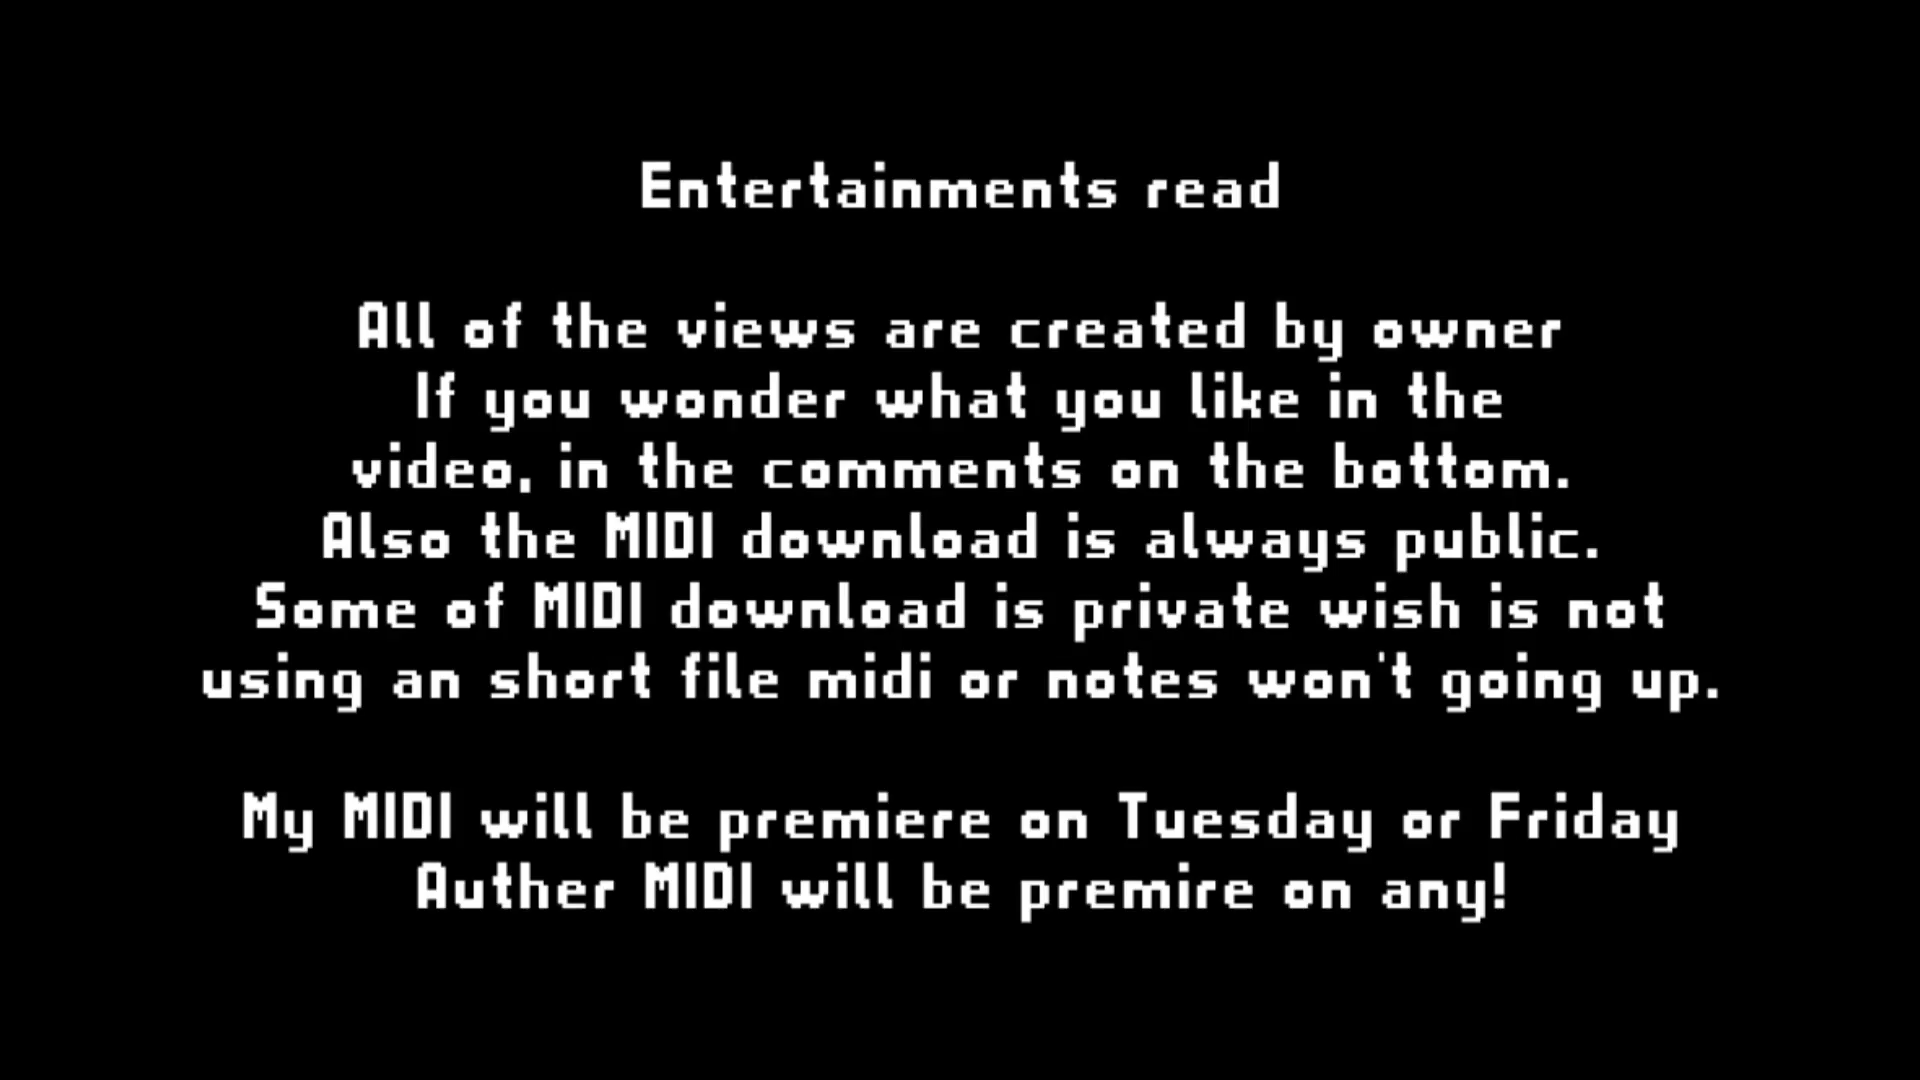 Entertainments read
All of the views are created by owner
If you wonder what you like in the
video, in the comments on the bottom.
Also the MIDI download is always public.
Some of MIDI download is private wish is not
using an short file midi or notes won't going up.
My MIDI will be premiere on Tuesday or Friday
Auther MIDI will be premire on any!